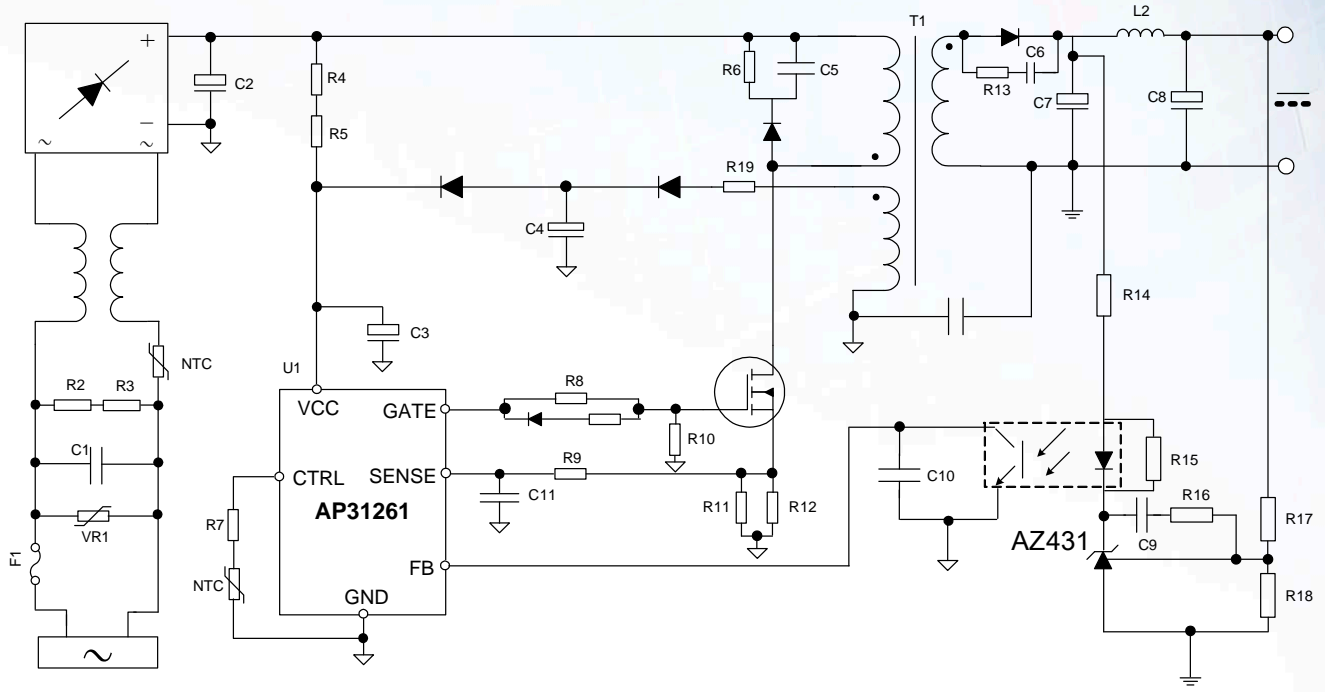 T1
L2
+
R4
R6
C5
C6
C2
R13
C7
C8
R5
−
~
~
R19
C4
R14
C3
NTC
U1
R8
R2
R3
VCC
GATE
R10
C1
R9
R15
CTRL
SENSE
C10
R16
C11
R11
R12
R17
AP31261
R7
VR1
AZ431
C9
F1
FB
NTC
R18
GND
~